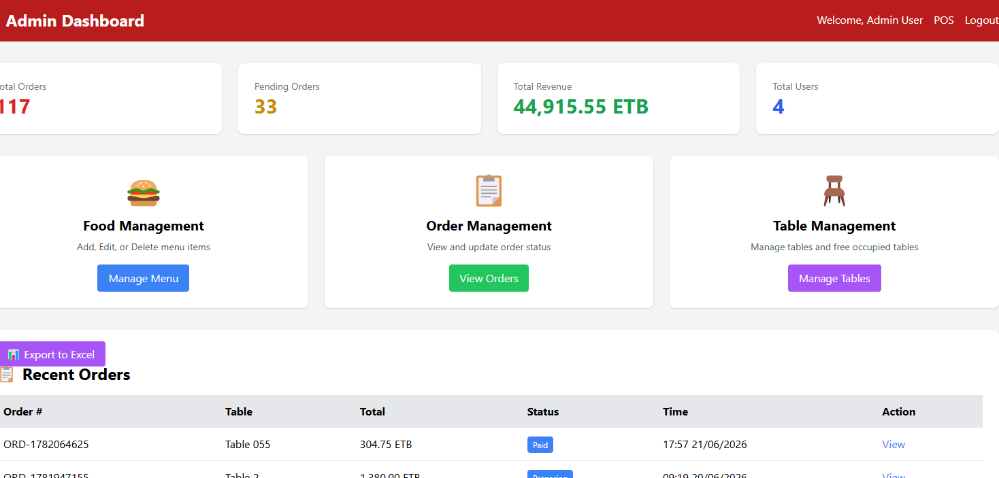 Admin Dashboard
Welcome, Admin User POS Logout
otal Orders
117
Pending Orders
33
Total Revenue
44,915.55 ETB
Total Users
4
Food Management
Add, Edit, or Delete menu items
Manage Menu
Order Management
View and update order status
View Orders
Table Management
Manage tables and free occupied tables
Manage Tables
Export to Excel
Recent Orders
Order # Table Total Status Time Action
ORD-1782064625 Table 055 304.75 ETB Paid 17:57 21/06/2026 View
ORD-1781947155 Table 2 1,380.00 ETB Preparing 09:19 20/06/2026 View